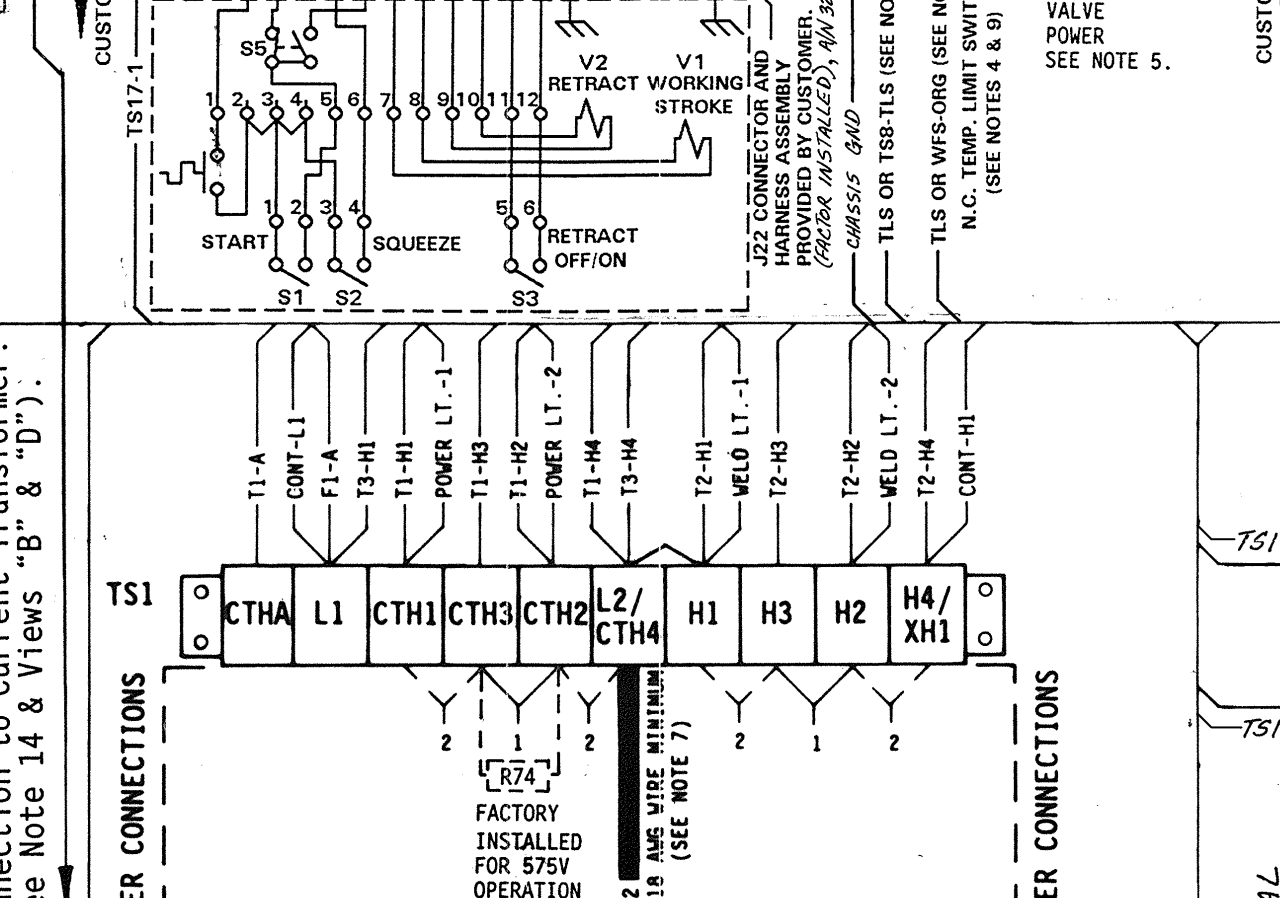 CUSTO
TS17-1
S5
1 2 3 4 5 6 7 8 9 10 11 12
V2
RETRACT
V1
WORKING
STROKE
1 2 3 4
5 6
START
SQUEEZE
RETRACT
OFF/ON
S1
S2
S3
J22 CONNECTOR AND
HARNESS ASSEMBLY
PROVIDED BY CUSTOMER.
(FACTOR INSTALLED), A/N 32
CHASSIS GND
TLS OR TS8-TLS (SEE NO
TLS OR WFS-ORG (SEE NO
N.C. TEMP. LIMIT SWIT
(SEE NOTES 4 & 9)
VALVE
POWER
SEE NOTE 5.
CUSTO
nnection to Current Transformer.
ee Note 14 & Views "B" & "D").
T1-A
CONT-L1
F1-A
T3-H1
T1-H1
POWER LT.-1
T1-H3
T1-H2
POWER LT.-2
T1-H4
T3-H4
T2-H1
WELD LT.-1
T2-H3
T2-H2
WELD LT.-2
T2-H4
CONT-H1
TS1
CTHA
L1
CTH1
CTH3
CTH2
L2/
CTH4
H1
H3
H2
H4/
XH1
TS1
TS1
2
1
2
2
1
2
R74
FACTORY
INSTALLED
FOR 575V
OPERATION
2
18 AWG WIRE MINIMUM
(SEE NOTE 7)
ER CONNECTIONS
ER CONNECTIONS